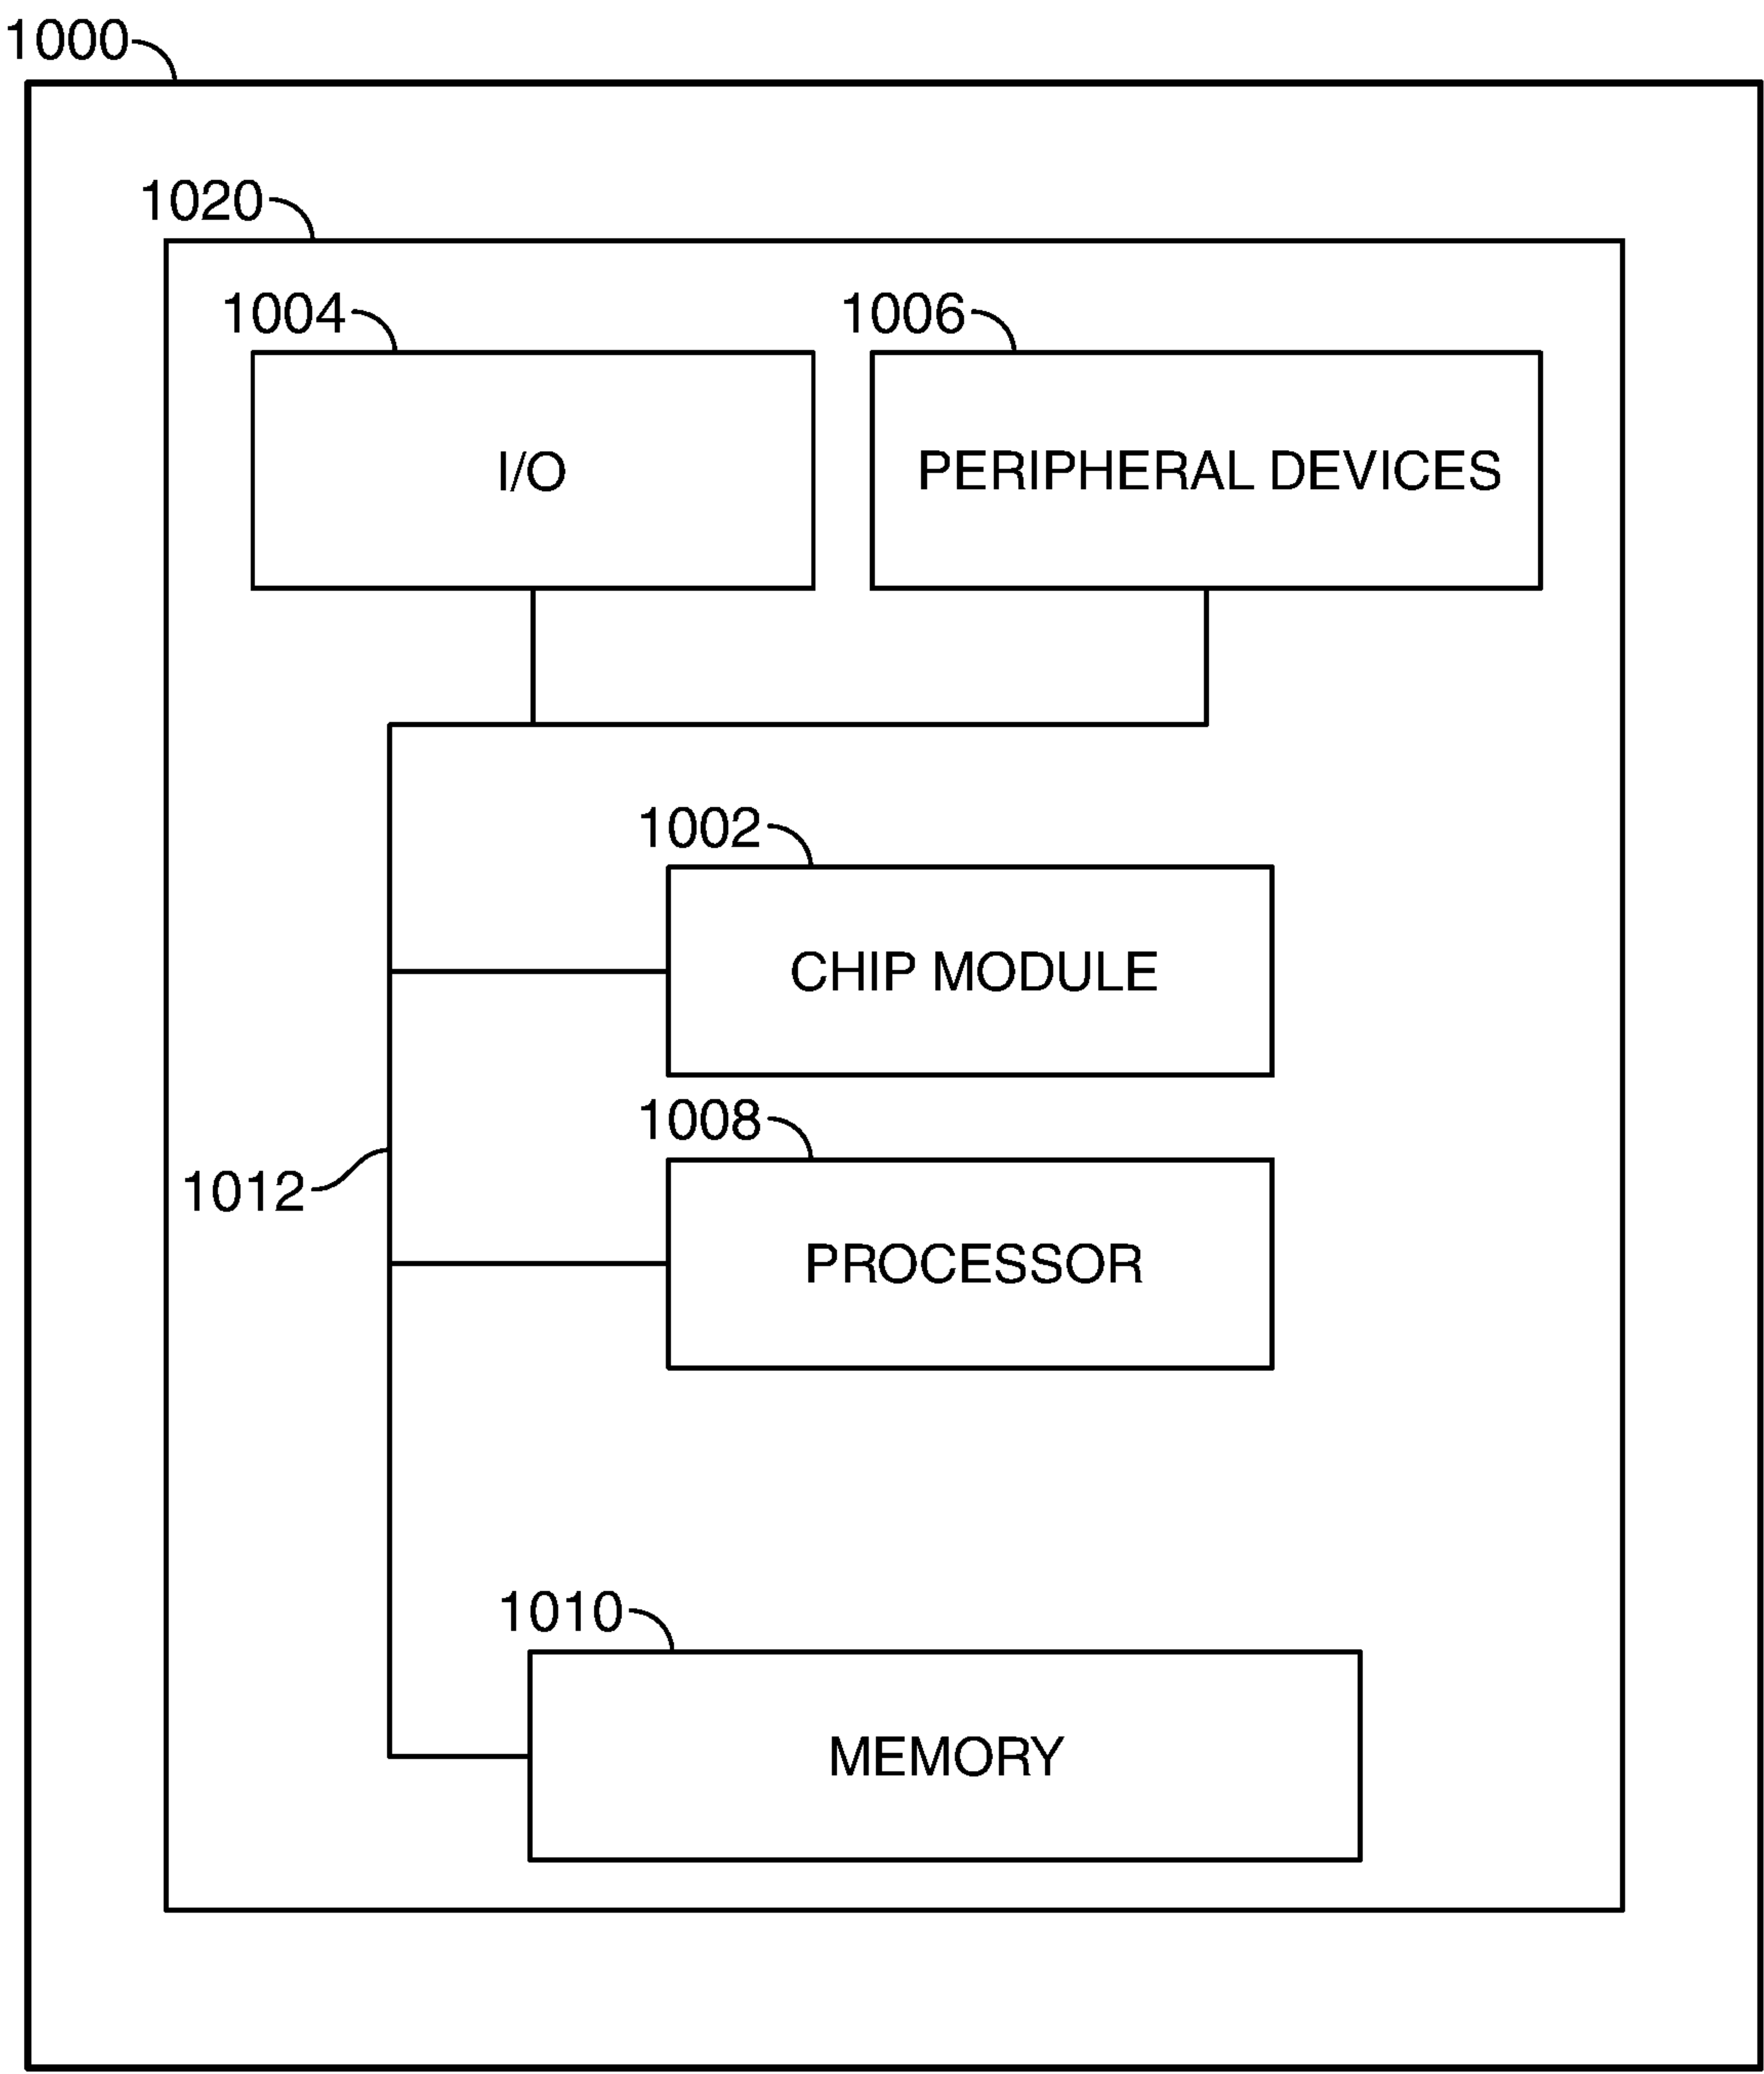 1000
1020
1004
1006
I/O
PERIPHERAL DEVICES
1002
CHIP MODULE
1008
1012
PROCESSOR
1010
MEMORY